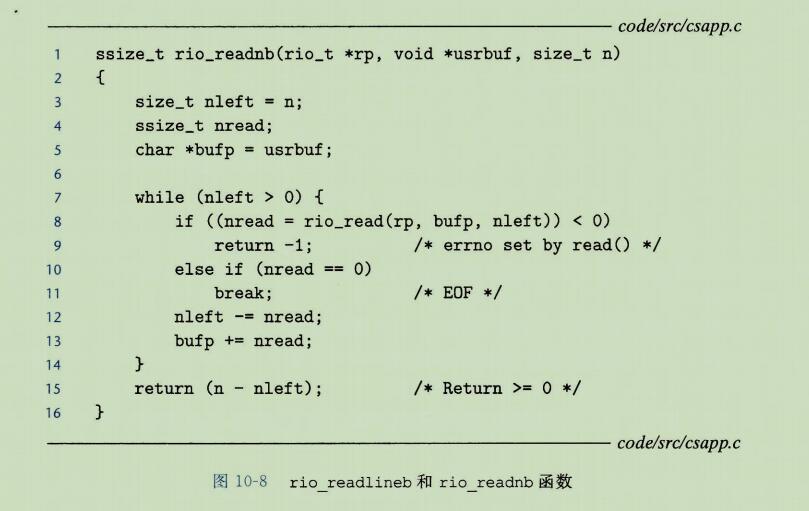 code/src/csapp.c
1 ssize_t rio_readnb(rio_t *rp, void *usrbuf, size_t n)
2 {
3     size_t nleft = n;
4     ssize_t nread;
5     char *bufp = usrbuf;
6
7     while (nleft > 0) {
8         if ((nread = rio_read(rp, bufp, nleft)) < 0)
9             return -1;          /* errno set by read() */
10         else if (nread == 0)
11             break;              /* EOF */
12         nleft -= nread;
13         bufp += nread;
14     }
15     return (n - nleft);         /* Return >= 0 */
16 }
code/src/csapp.c
图 10-8 rio_readlineb 和 rio_readnb 函数